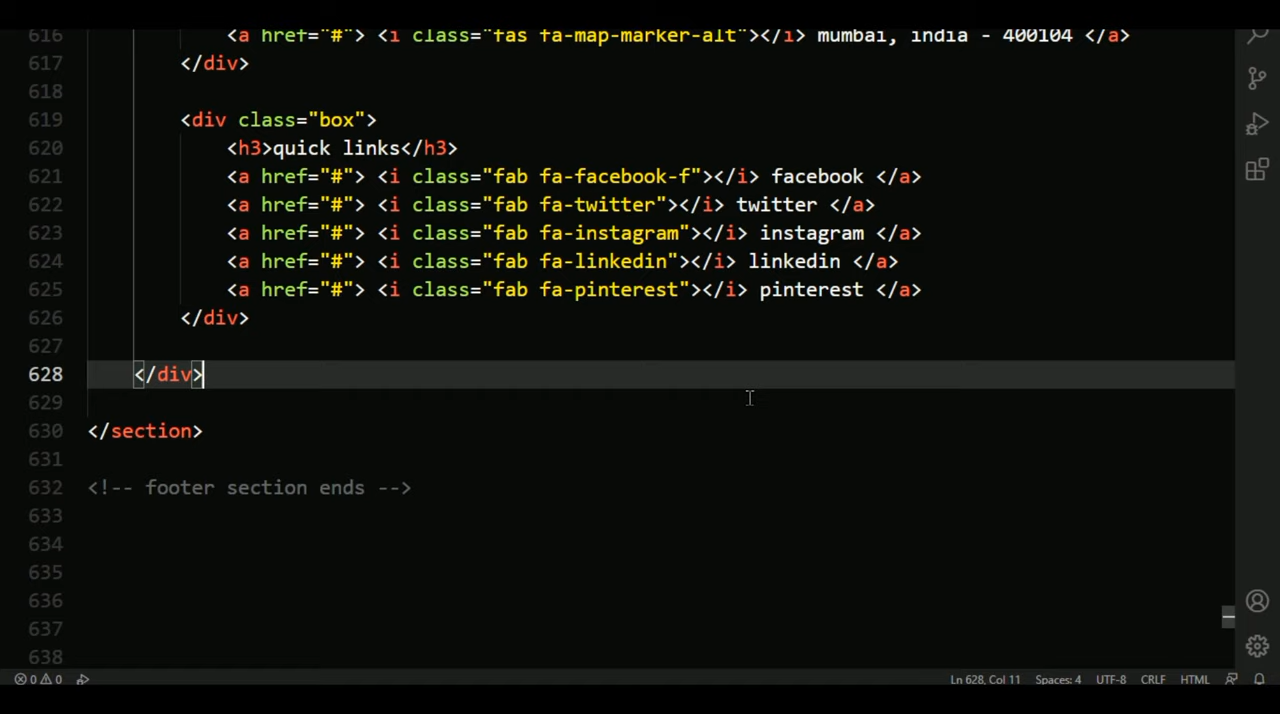 616 <a href="#"> <i class="fas fa-map-marker-alt"></i> mumbai, india - 400104 </a>
617 </div>
618
619 <div class="box">
620 <h3>quick links</h3>
621 <a href="#"> <i class="fab fa-facebook-f"></i> facebook </a>
622 <a href="#"> <i class="fab fa-twitter"></i> twitter </a>
623 <a href="#"> <i class="fab fa-instagram"></i> instagram </a>
624 <a href="#"> <i class="fab fa-linkedin"></i> linkedin </a>
625 <a href="#"> <i class="fab fa-pinterest"></i> pinterest </a>
626 </div>
627
628 </div>
629
630 </section>
631
632 <!-- footer section ends -->
633
634
635
636
637
638
0 0 Ln 628, Col 11 Spaces: 4 UTF-8 CRLF HTML